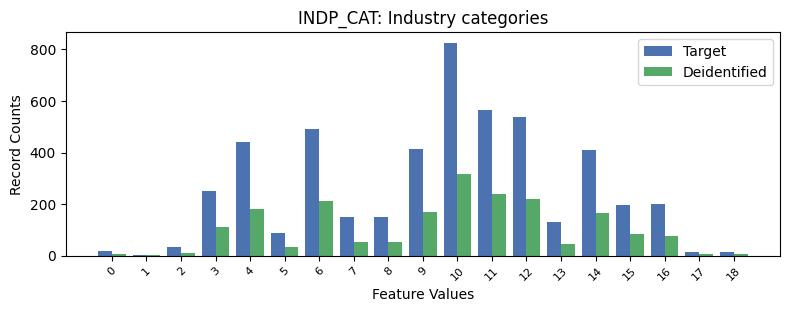 INDP_CAT: Industry categories
800
600
400
200
0
Record Counts
Target
Deidentified
0 1 2 3 4 5 6 7 8 9 10 11 12 13 14 15 16 17 18
Feature Values